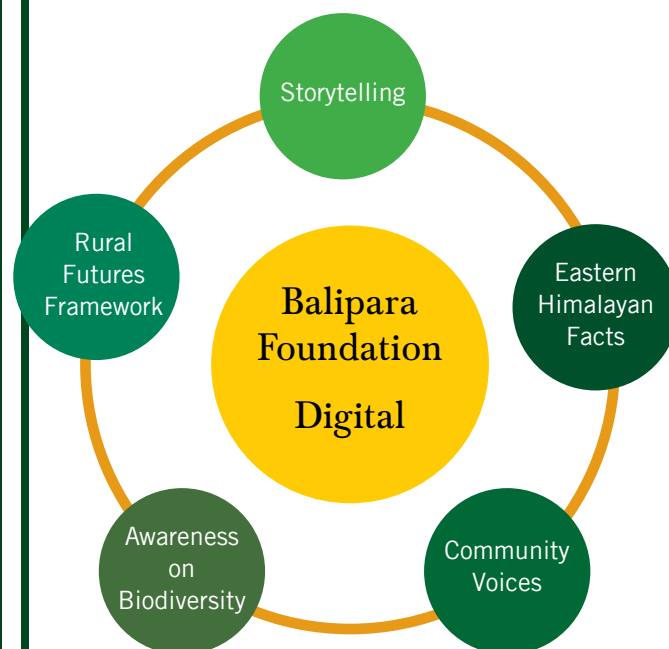 Storytelling
Rural
Futures
Framework
Eastern
Himalayan
Facts
Balipara
Foundation
Digital
Awareness
on
Biodiversity
Community
Voices